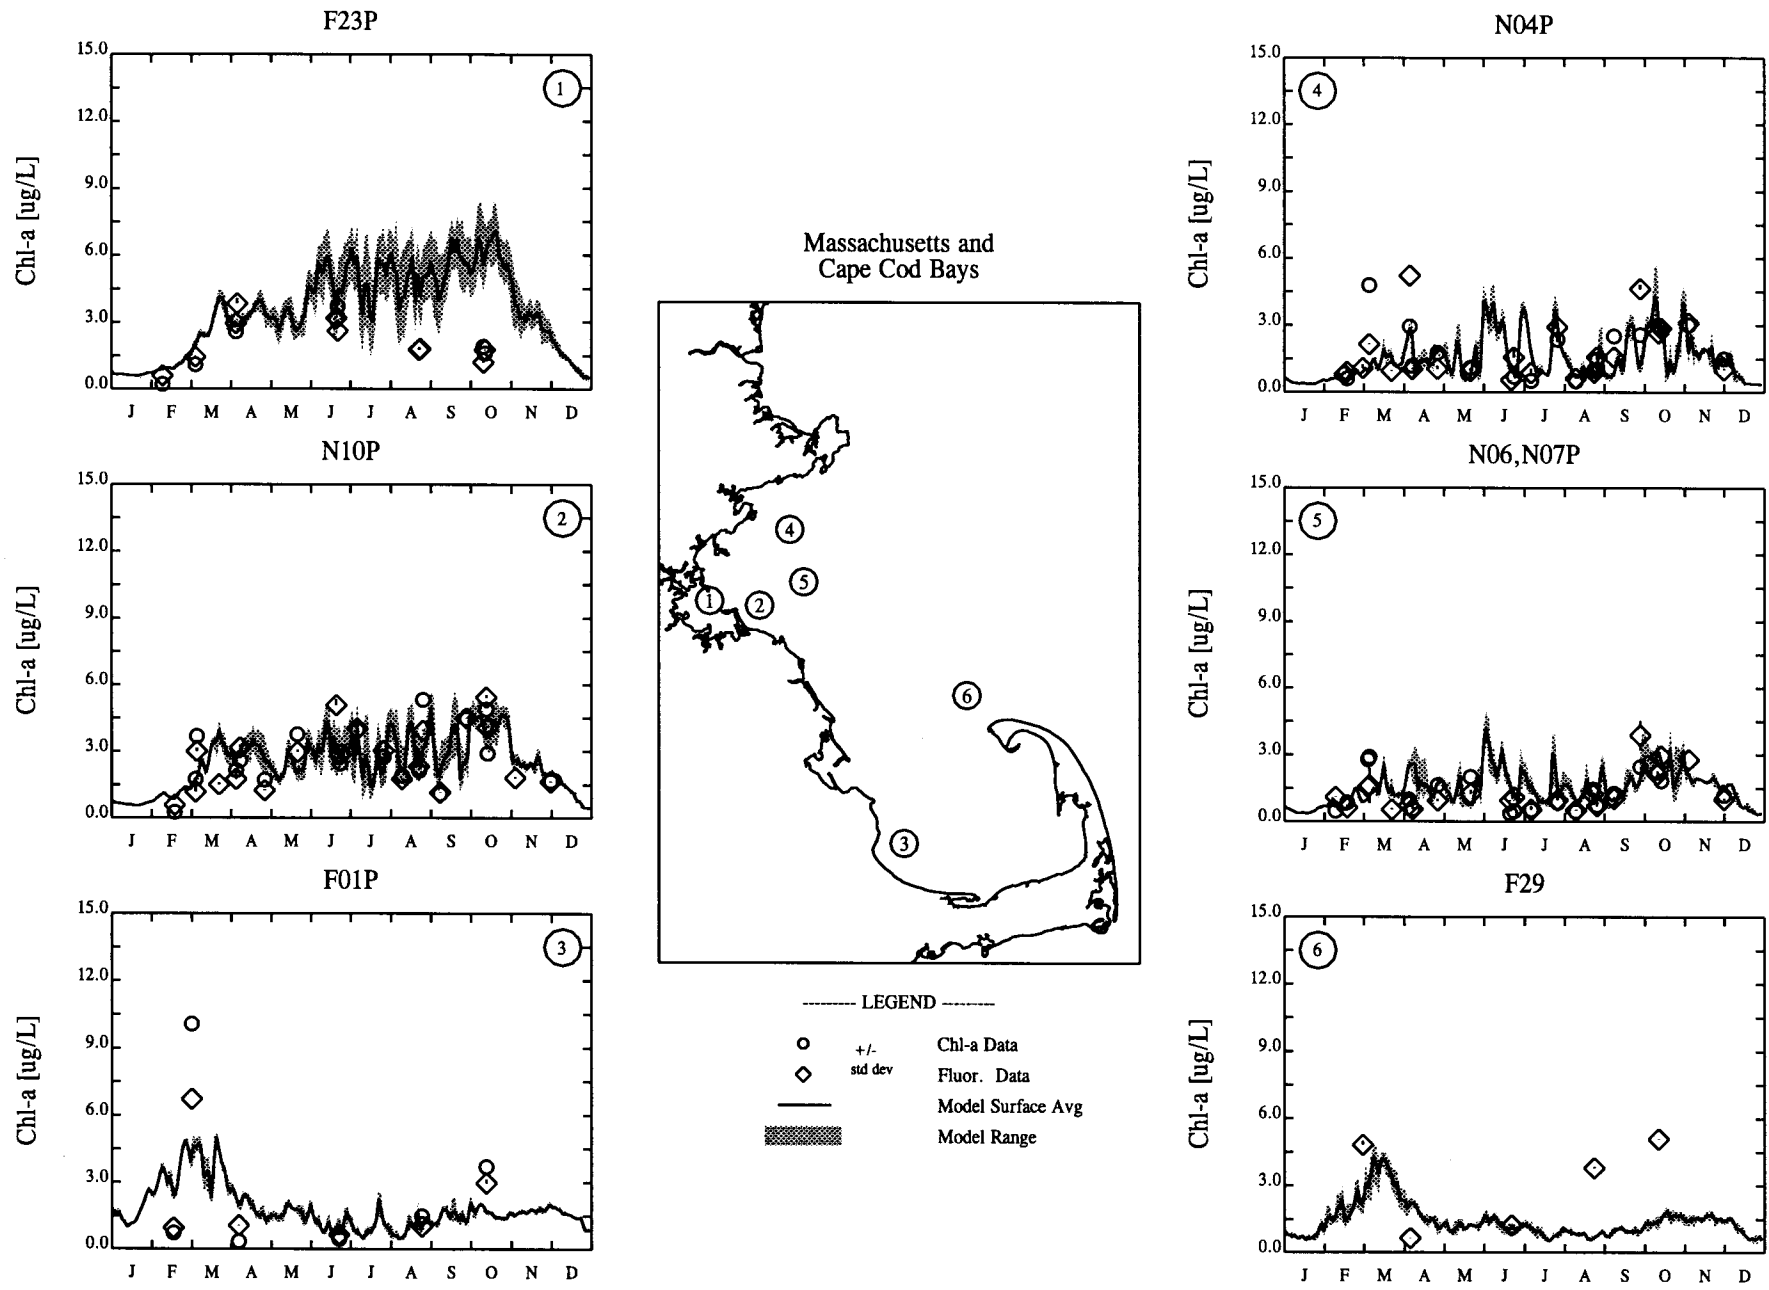 F23P
15.0
12.0
9.0
6.0
3.0
0.0
Chl-a [ug/L]
1
J F M A M J J A S O N D
N10P
15.0
12.0
9.0
6.0
3.0
0.0
Chl-a [ug/L]
2
J F M A M J J A S O N D
F01P
15.0
12.0
9.0
6.0
3.0
0.0
Chl-a [ug/L]
3
J F M A M J J A S O N D
Massachusetts and
Cape Cod Bays
4
5
1
2
6
3
-------- LEGEND --------
+/-
std dev
Chl-a Data
Fluor. Data
Model Surface Avg
Model Range
N04P
15.0
12.0
9.0
6.0
3.0
0.0
Chl-a [ug/L]
4
J F M A M J J A S O N D
N06,N07P
15.0
12.0
9.0
6.0
3.0
0.0
Chl-a [ug/L]
5
J F M A M J J A S O N D
F29
15.0
12.0
9.0
6.0
3.0
0.0
Chl-a [ug/L]
6
J F M A M J J A S O N D